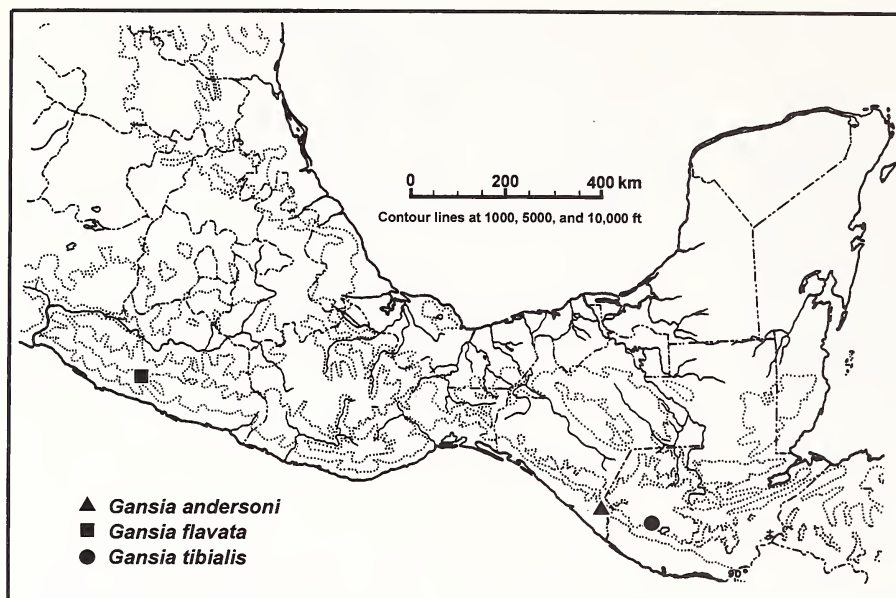 0 200 400 km
Contour lines at 1000, 5000, and 10,000 ft
Gansia andersoni
Gansia flavata
Gansia tibialis
90°